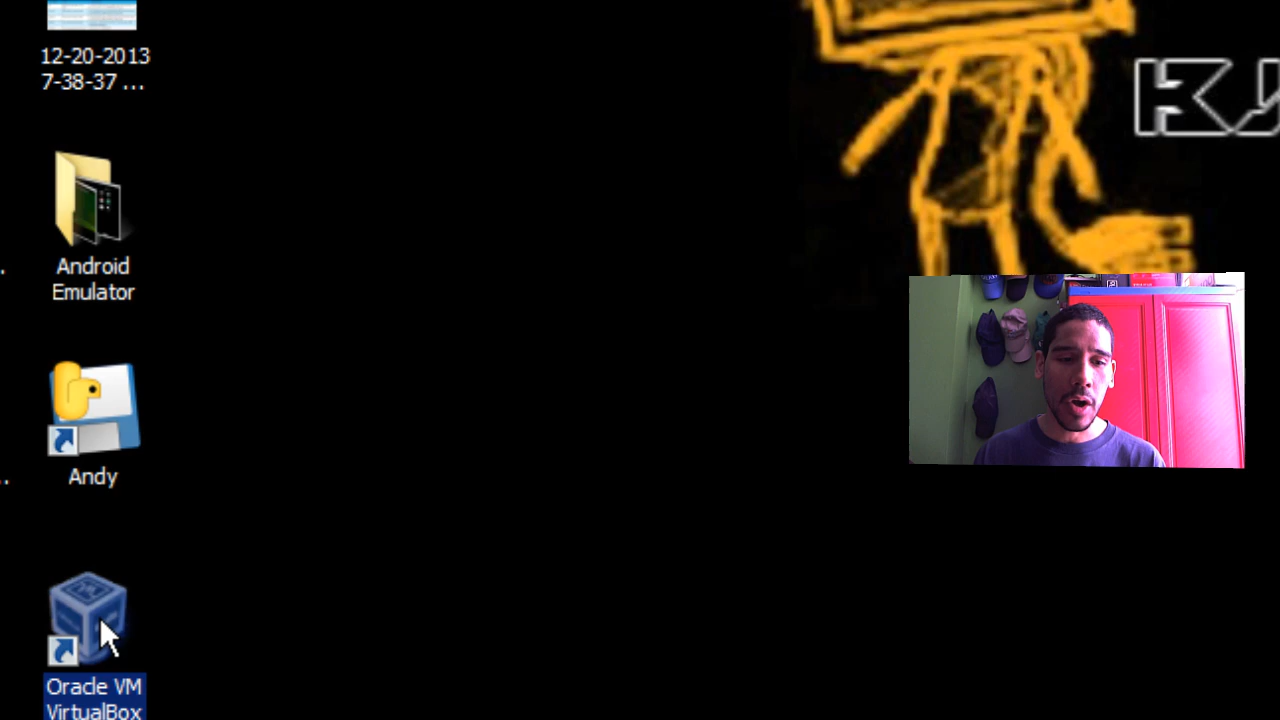 12-20-2013
7-38-37 ...
Android
Emulator
Andy
Oracle VM
VirtualBox